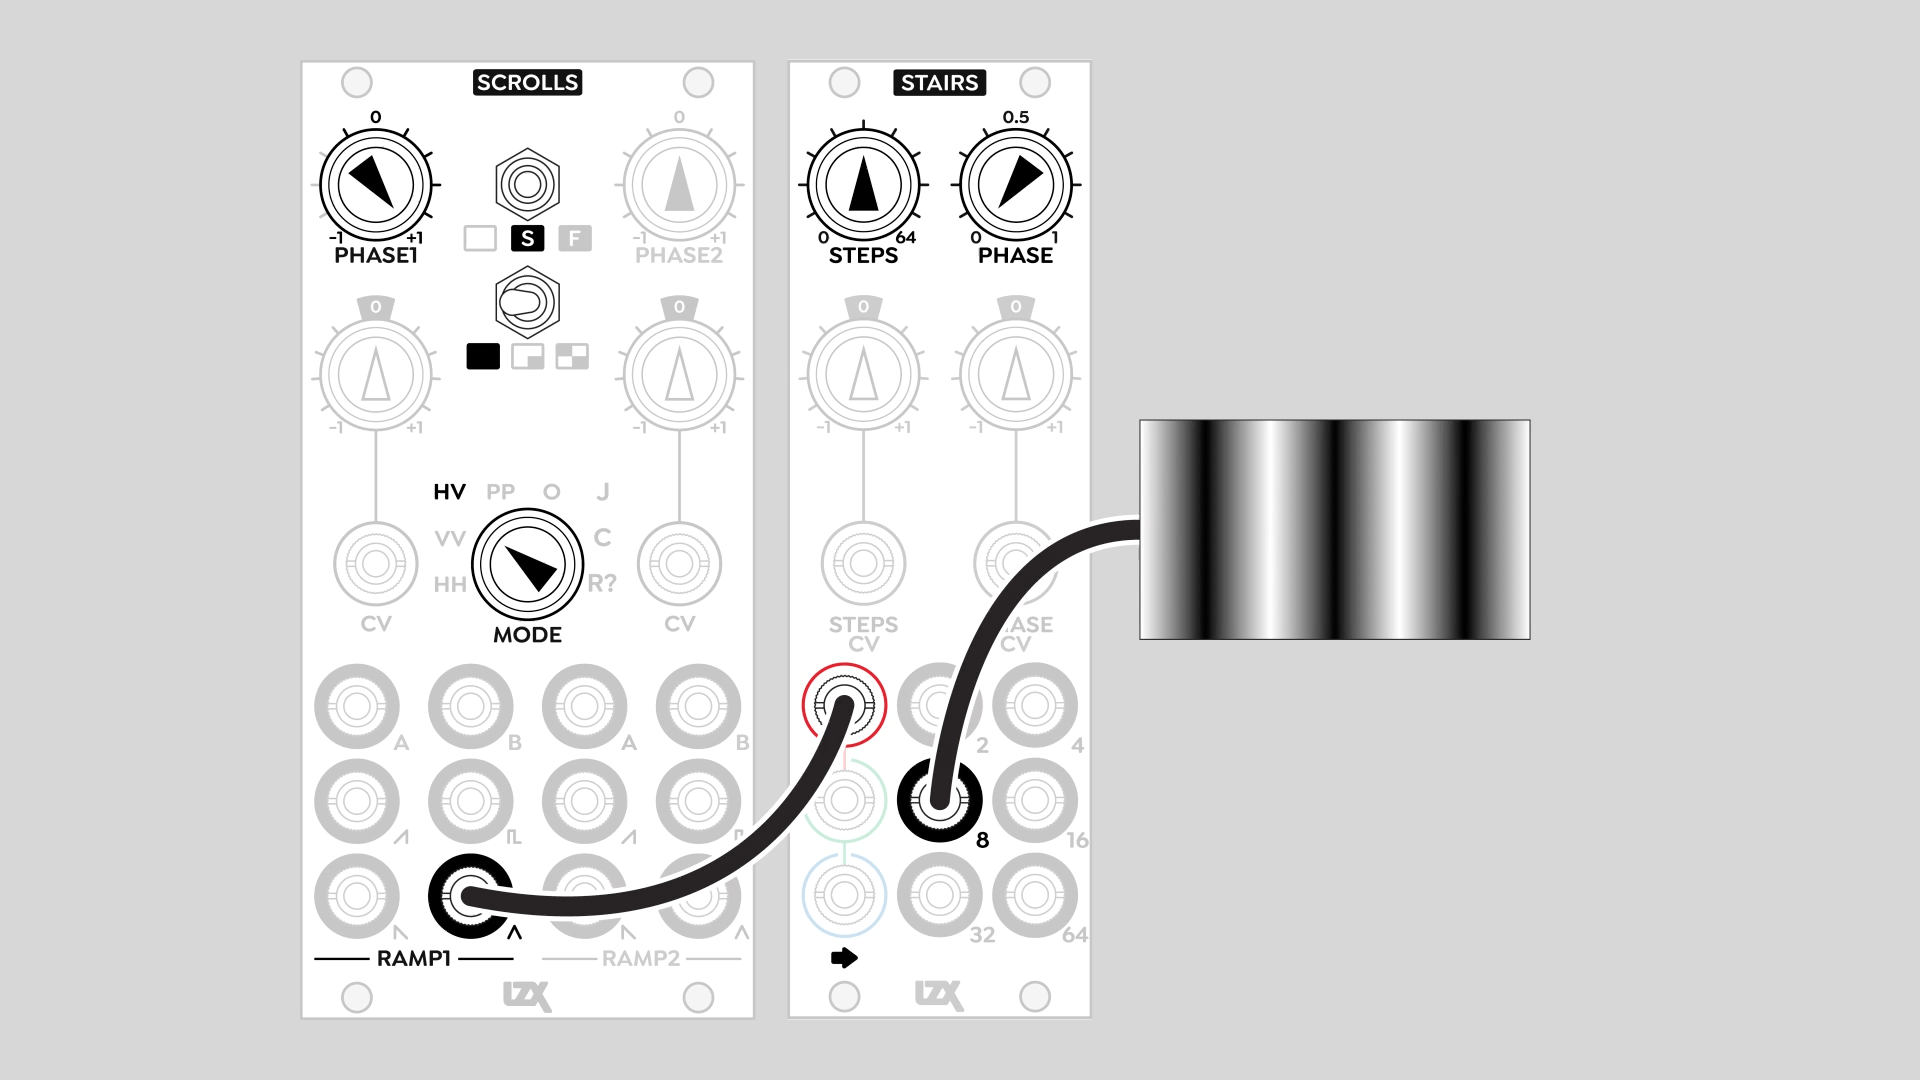 SCROLLS
0
-1 +1
PHASE1
S F
0
-1 +1
PHASE2
0
-1 +1
0
-1 +1
HV PP O J
VV C
HH R?
CV
MODE
CV
A B A B
RAMP1
RAMP2
LZX
STAIRS
0 64
STEPS
0.5
0 1
PHASE
0
-1 +1
0
-1 +1
STEPS
CV
ASE
CV
2 4
8 16
32 64
LZX